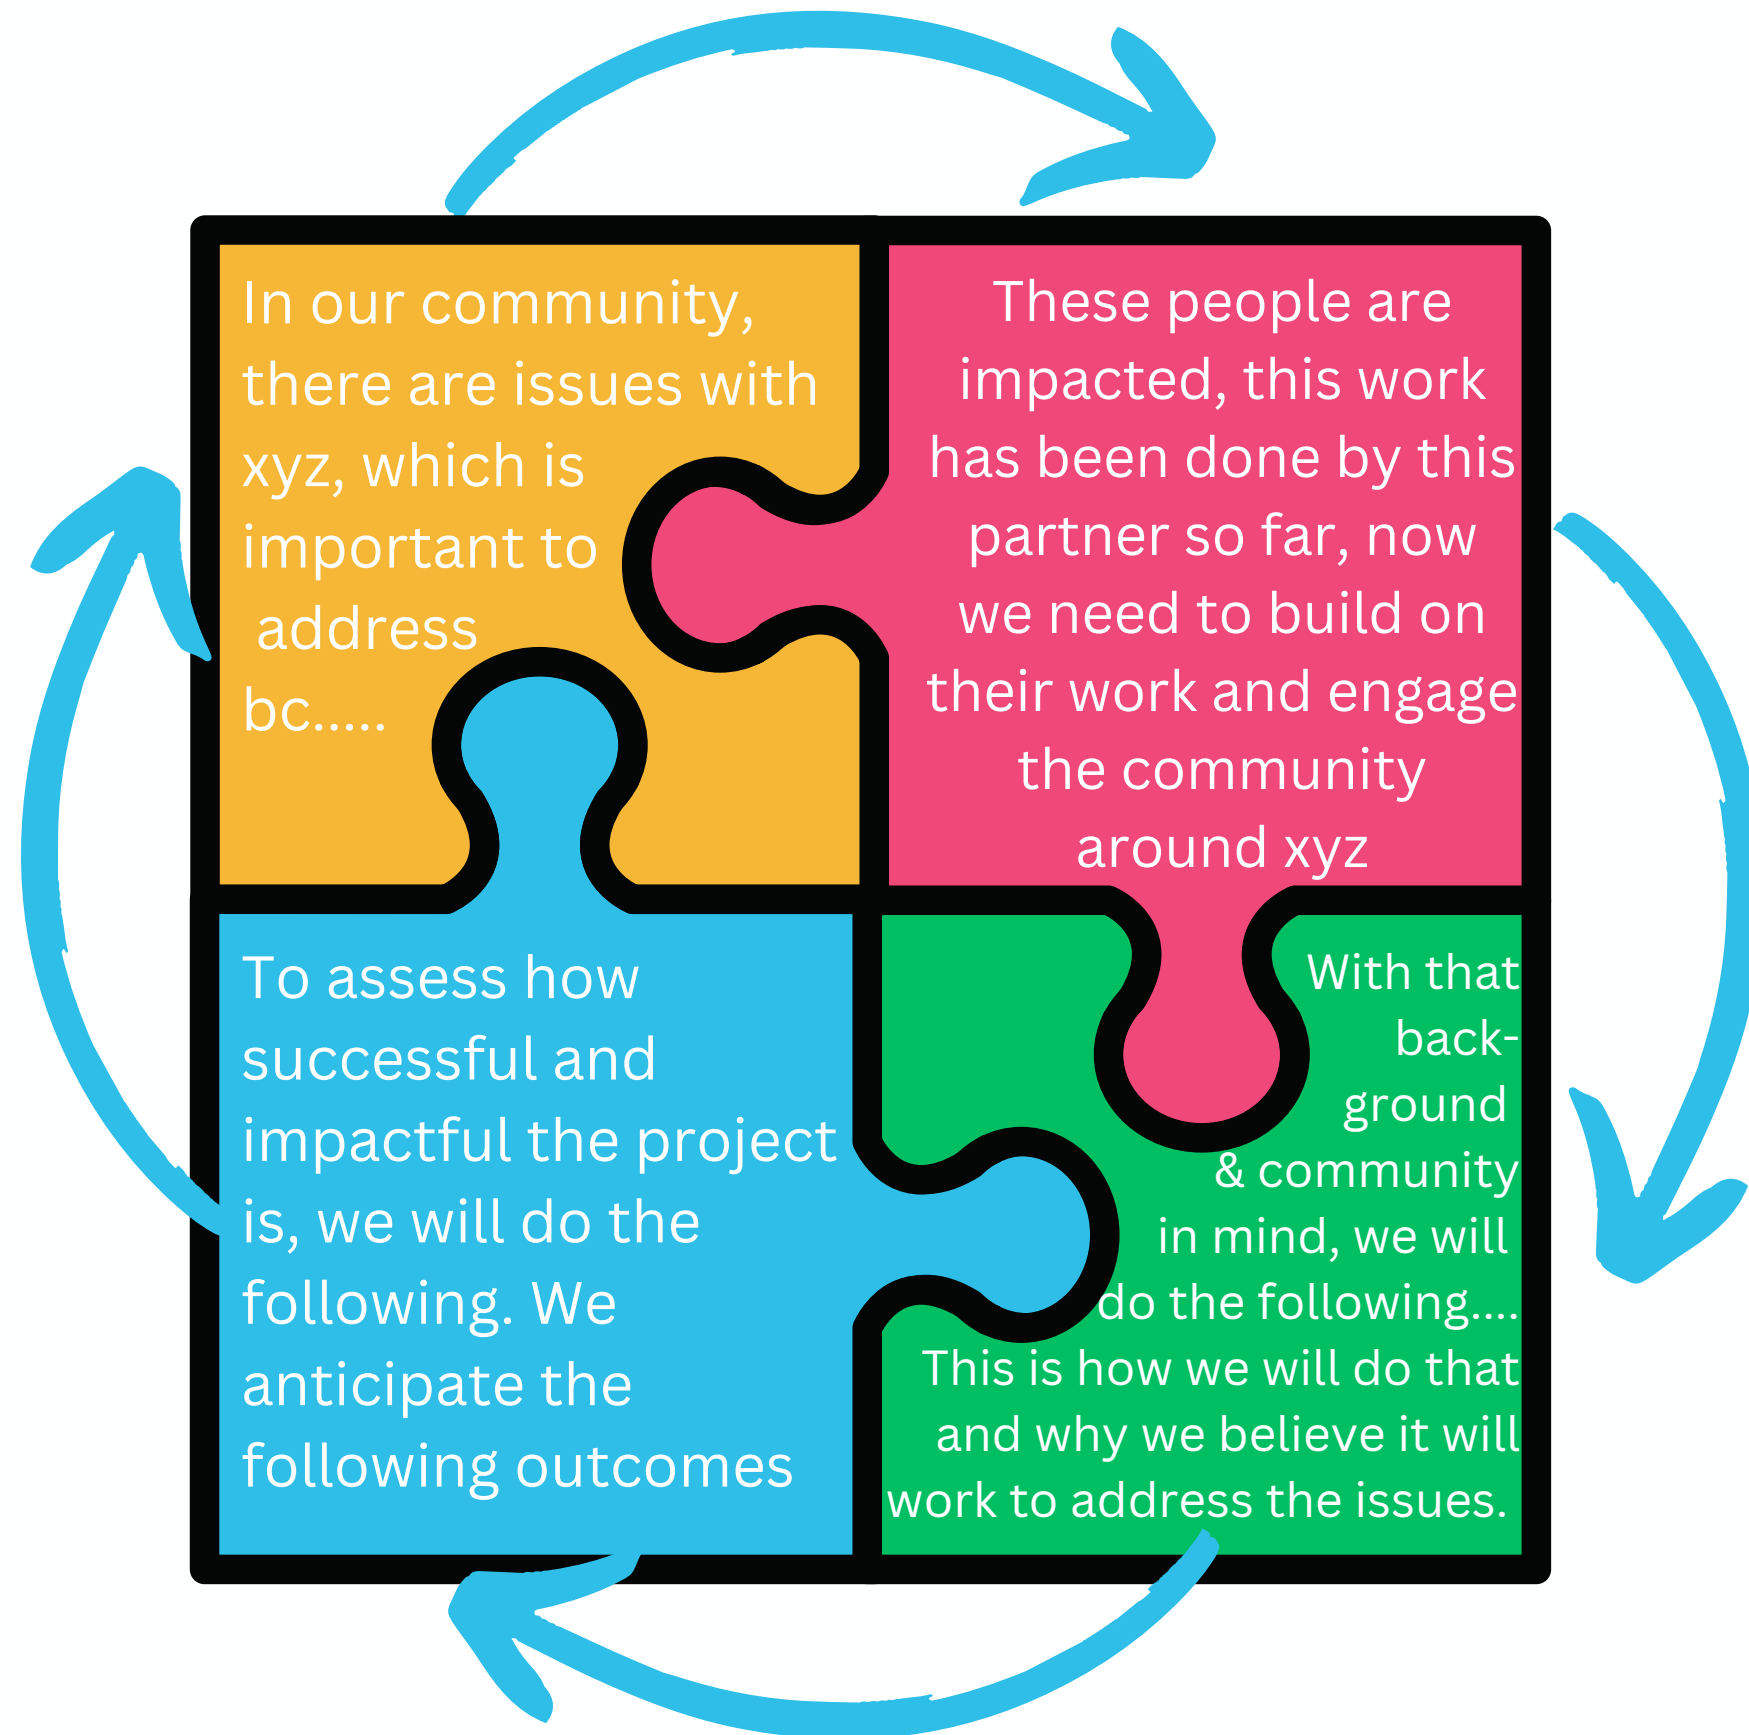 In our community,
there are issues with
xyz, which is
important to
address
bc.....
These people are
impacted, this work
has been done by this
partner so far, now
we need to build on
their work and engage
the community
around xyz
To assess how
successful and
impactful the project
is, we will do the
following. We
anticipate the
following outcomes
With that
back-
ground
& community
in mind, we will
do the following....
This is how we will do that
and why we believe it will
work to address the issues.